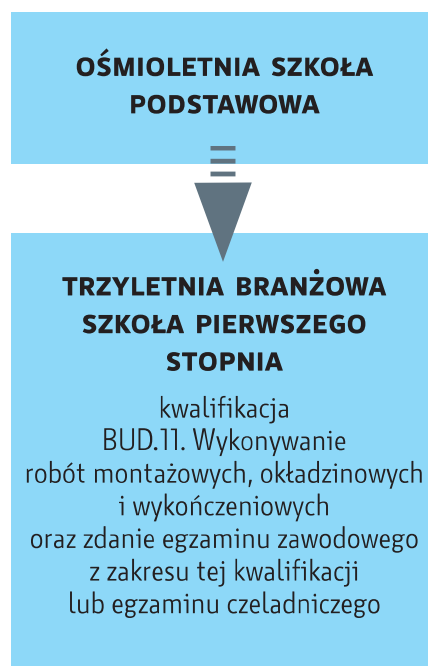 OŚMIOLETNIA SZKOŁA
PODSTAWOWA
TRZYLETNIA BRANŻOWA
SZKOŁA PIERWSZEGO
STOPNIA
kwalifikacja
BUD.11. Wykonywanie
robót montażowych, okładzinowych
i wykończeniowych
oraz zdanie egzaminu zawodowego
z zakresu tej kwalifikacji
lub egzaminu czeladniczego